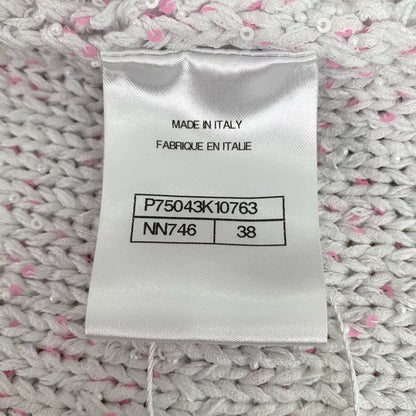 MADE IN ITALY
FABRIQUE EN ITALIE
P75043K10763
NN746 38